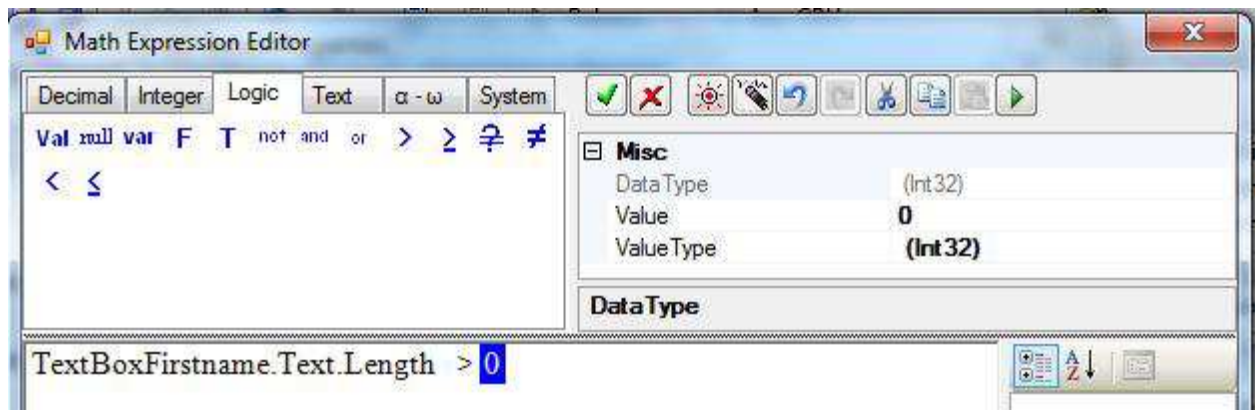 Math Expression Editor
Decimal Integer Logic Text α - ω System
Val null var F T not and or > ≥ = ≠
< ≤
Misc
DataType (Int32)
Value 0
ValueType (Int32)
DataType
TextBoxFirstname.Text.Length > 0